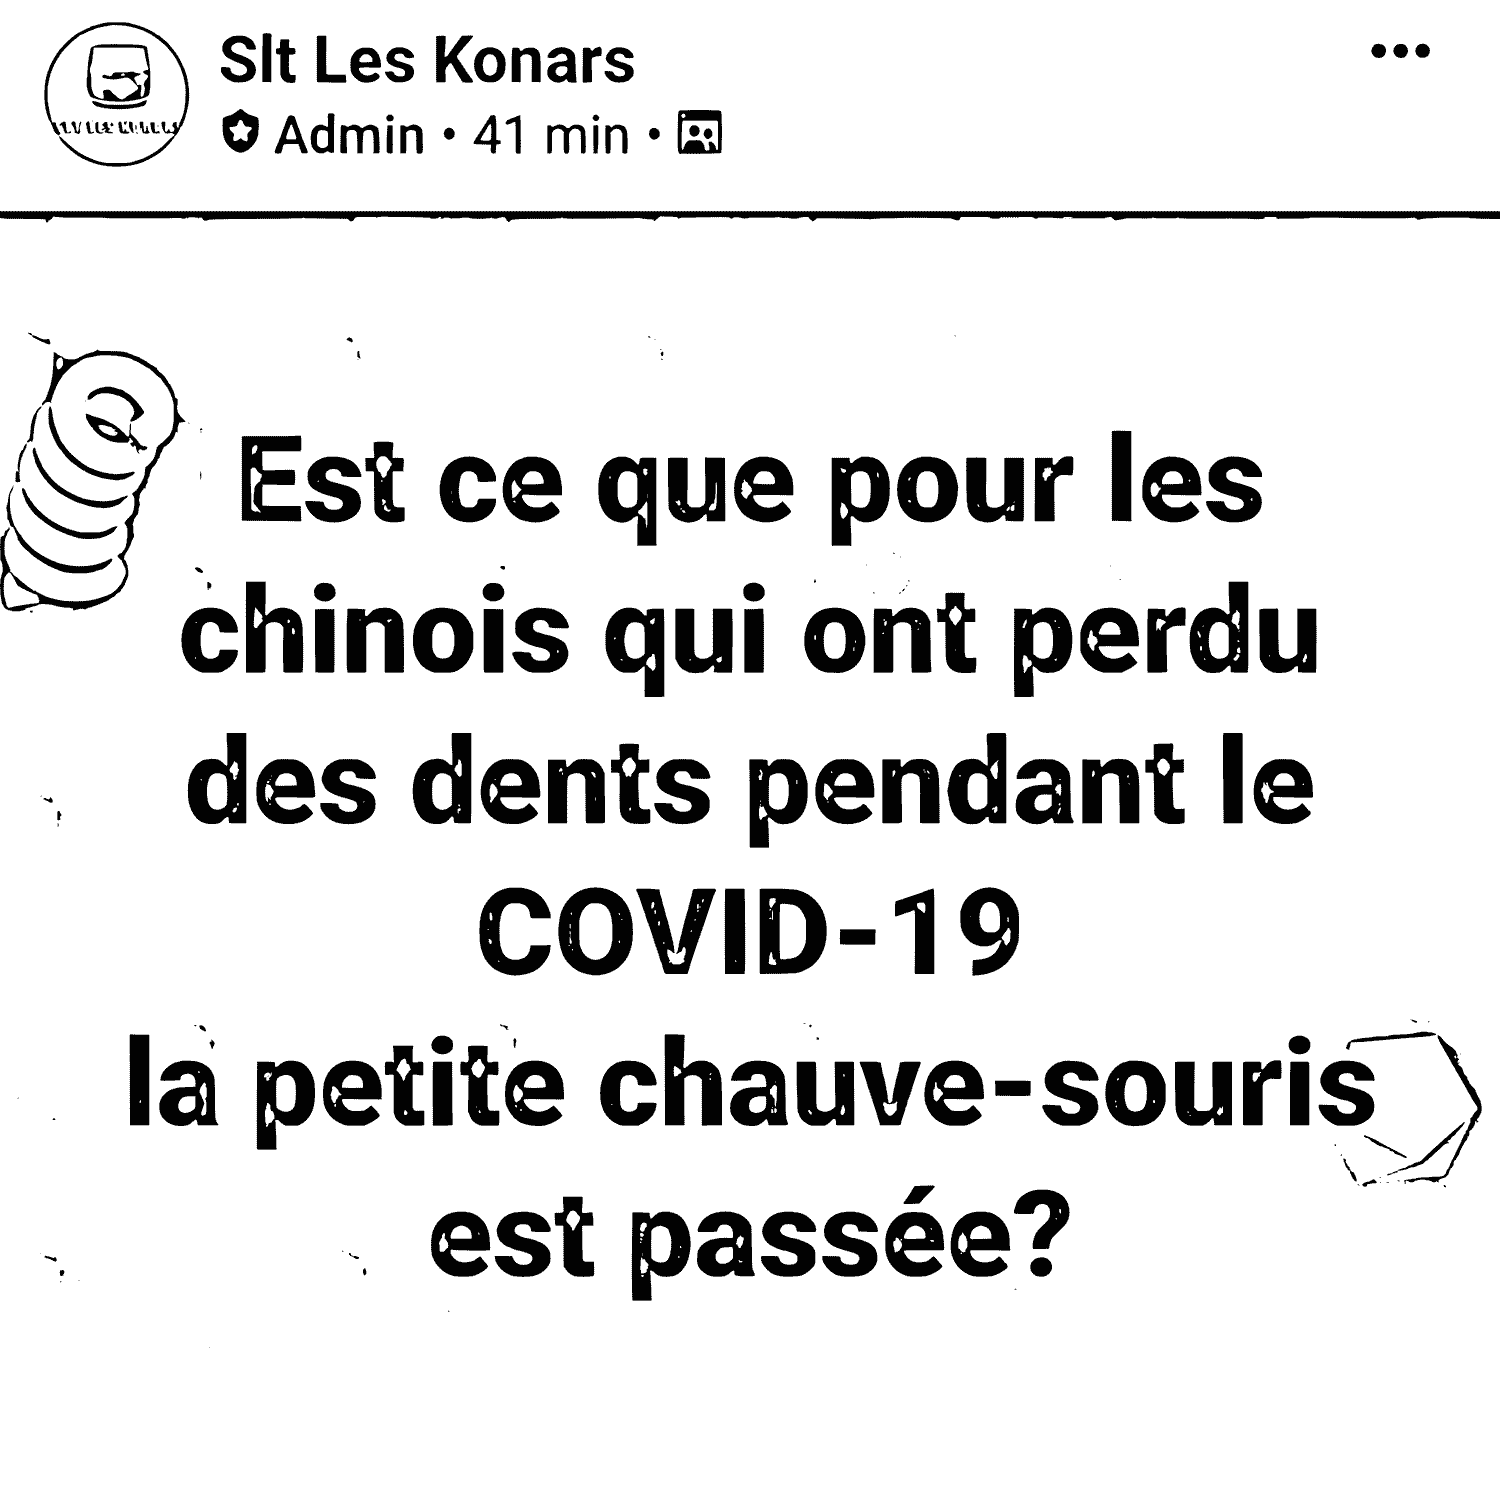 Slt Les Konars
Admin • 41 min •
Est ce que pour les
chinois qui ont perdu
des dents pendant le
COVID-19
la petite chauve-souris
est passée?